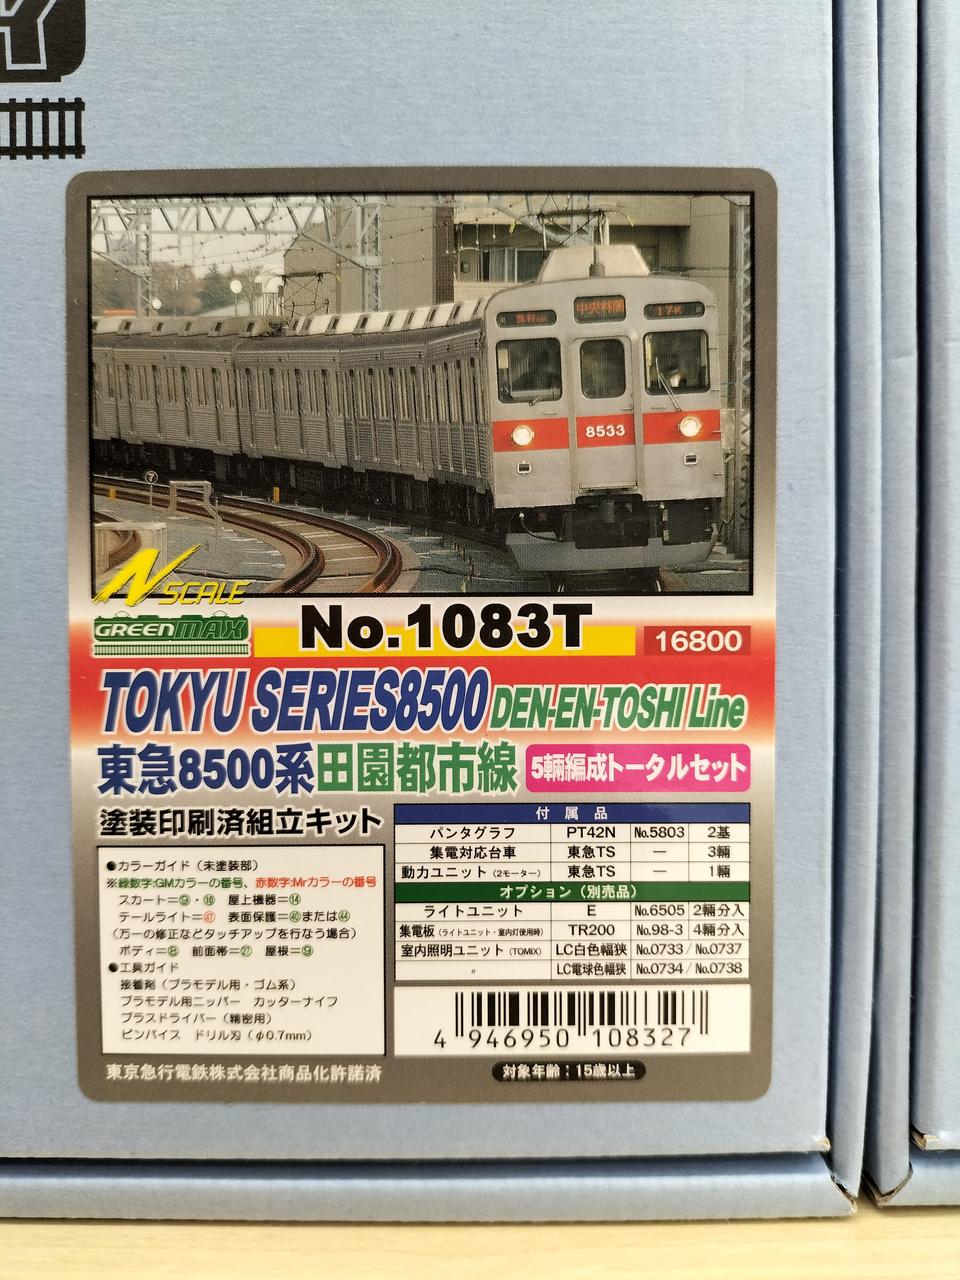 中央林間
17K
8533
N SCALE
GREENMAX
No.1083T
16800
TOKYU SERIES8500 DEN-EN-TOSHI Line
東急8500系田園都市線 5輌編成トータルセット
塗装印刷済組立キット
●カラーガイド（未塗装部）
※緑数字:GMカラーの番号、赤数字:Mrカラーの番号
スカート=⑨・⑯ 屋上機器=⑭
テールライト=㊼ 表面保護=㊵または㊹
（万一の修正などタッチアップを行なう場合）
ボディ=⑧ 前面帯=㉗ 屋根=⑨
●工具ガイド
接着剤（プラモデル用・ゴム系）
プラモデル用ニッパー カッターナイフ
プラスドライバー（精密用）
ピンバイス ドリル刃（φ0.7mm）
付属品
パンタグラフ PT42N No.5803 2基
集電対応台車 東急TS — 3輌
動力ユニット（2モーター） 東急TS — 1輌
オプション（別売品）
ライトユニット E No.6505 2輌分入
集電板（ライトユニット・室内灯使用時） TR200 No.98-3 4輌分入
室内照明ユニット（TOMIX） LC白色幅狭 No.0733 / No.0737
〃 LC電球色幅狭 No.0734 / No.0738
4 946950 108327
東京急行電鉄株式会社商品化許諾済
対象年齢：15歳以上